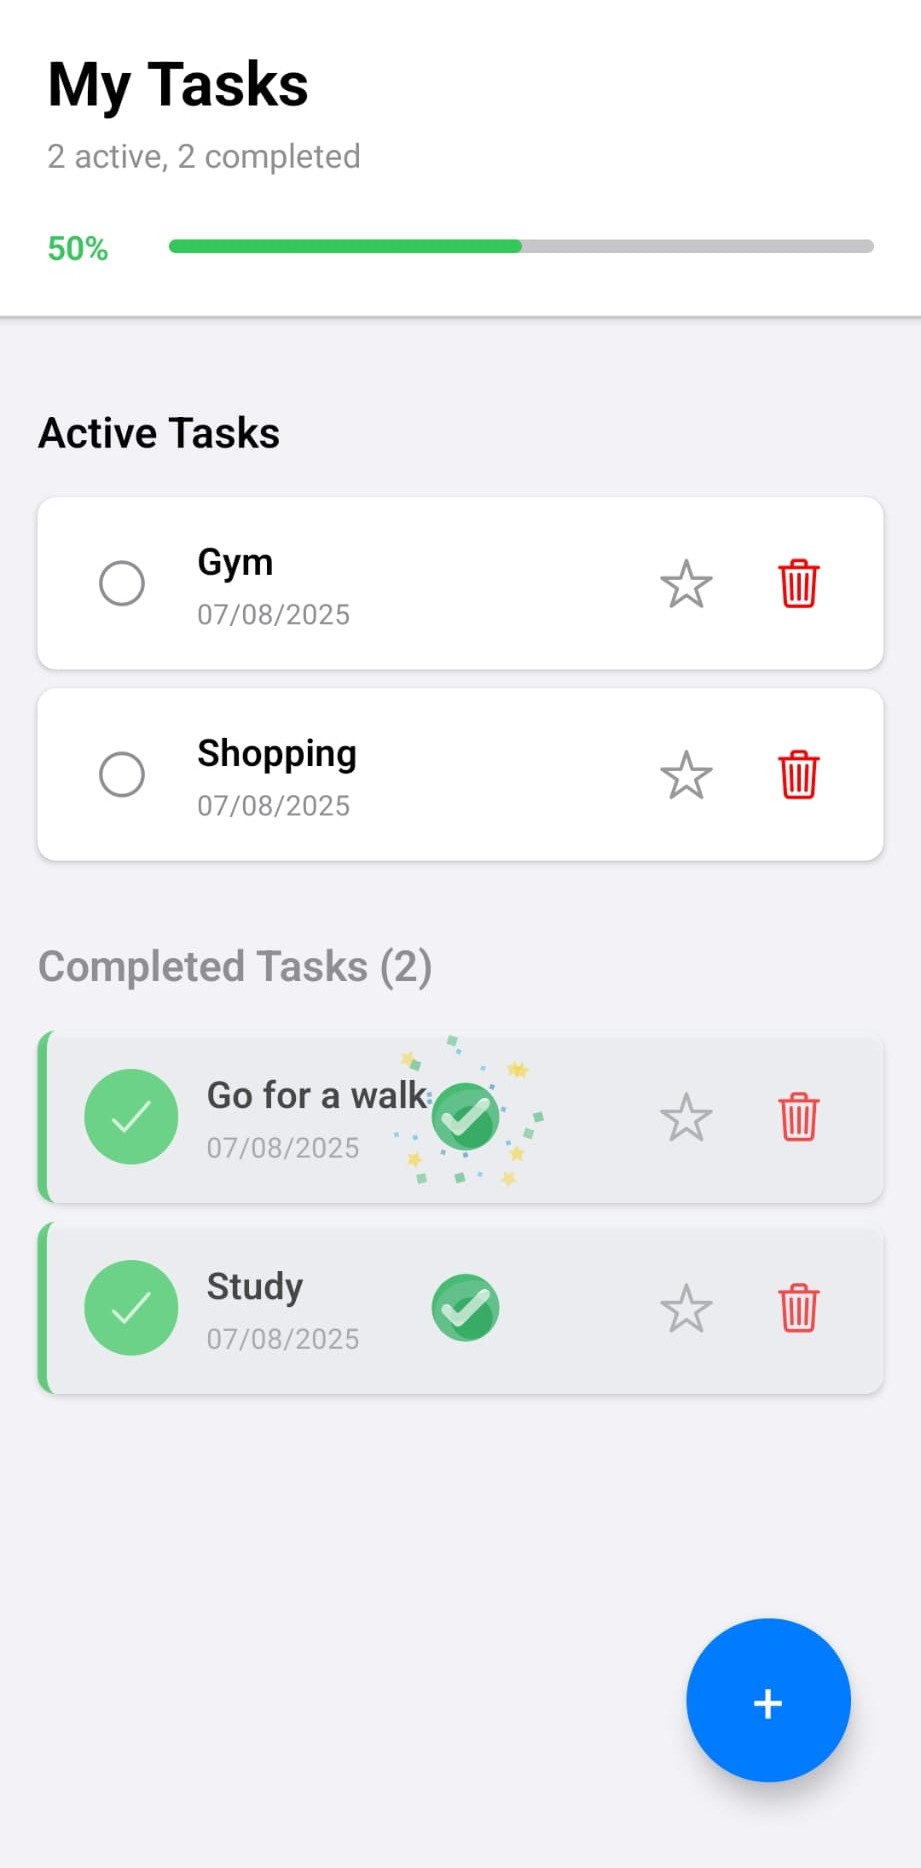 My Tasks
2 active, 2 completed
50%
Active Tasks
Gym
07/08/2025
Shopping
07/08/2025
Completed Tasks (2)
Go for a walk
07/08/2025
Study
07/08/2025
+